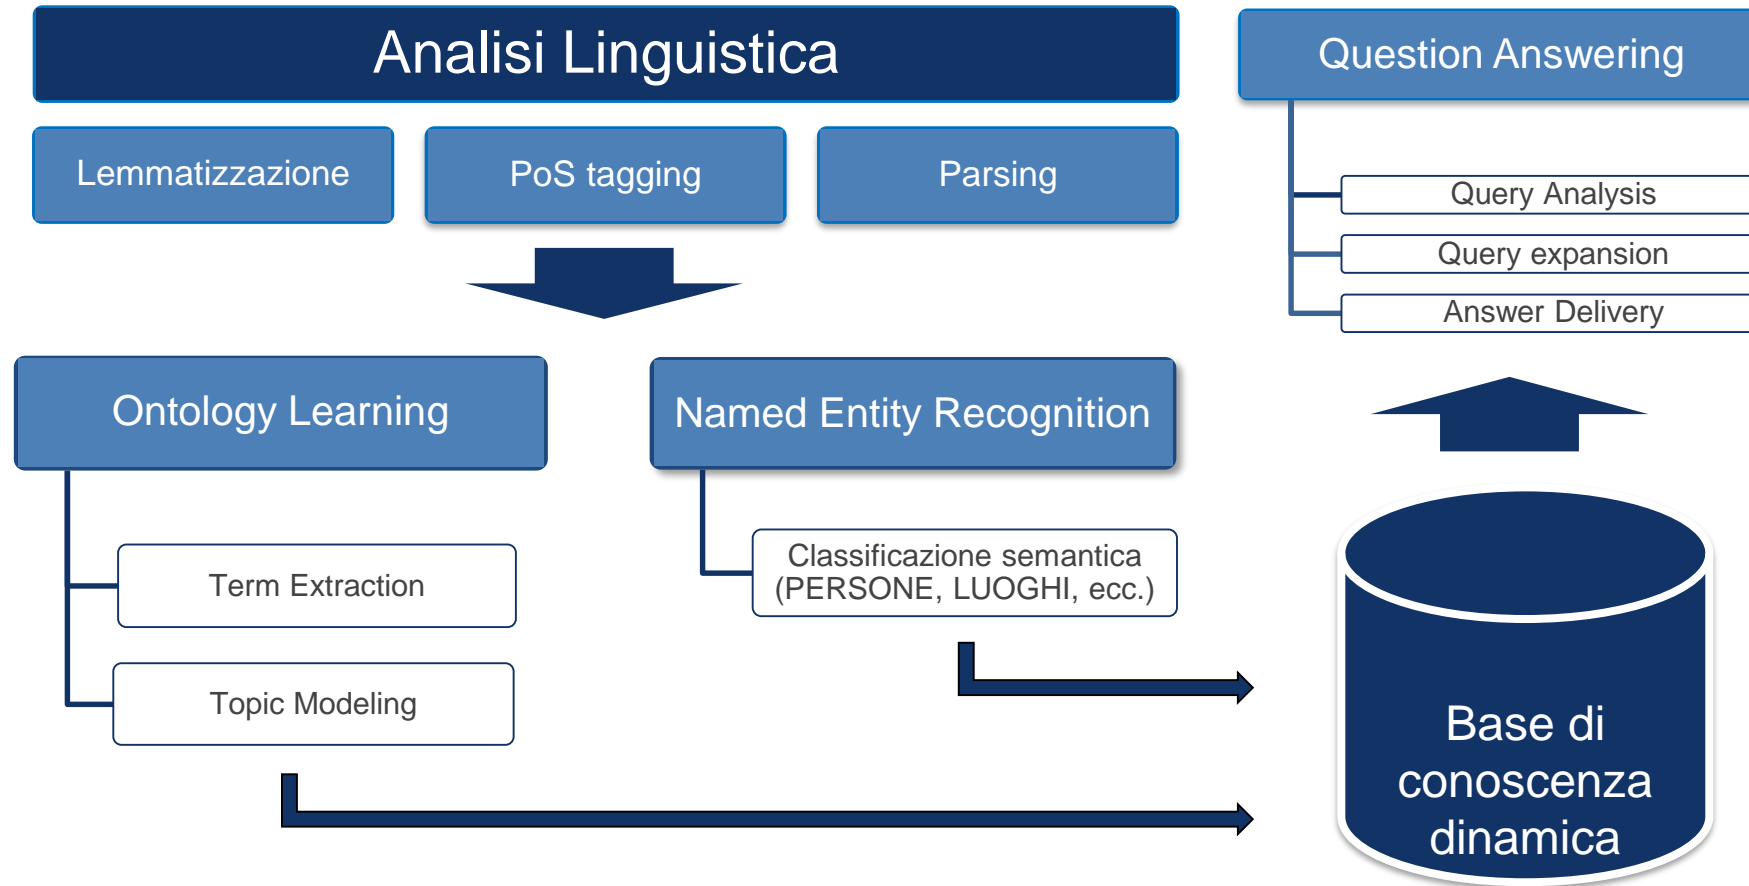 Analisi Linguistica
Lemmatizzazione
PoS tagging
Parsing
Question Answering
Query Analysis
Query expansion
Answer Delivery
Ontology Learning
Term Extraction
Topic Modeling
Named Entity Recognition
Classificazione semantica
(PERSONE, LUOGHI, ecc.)
Base di
conoscenza
dinamica